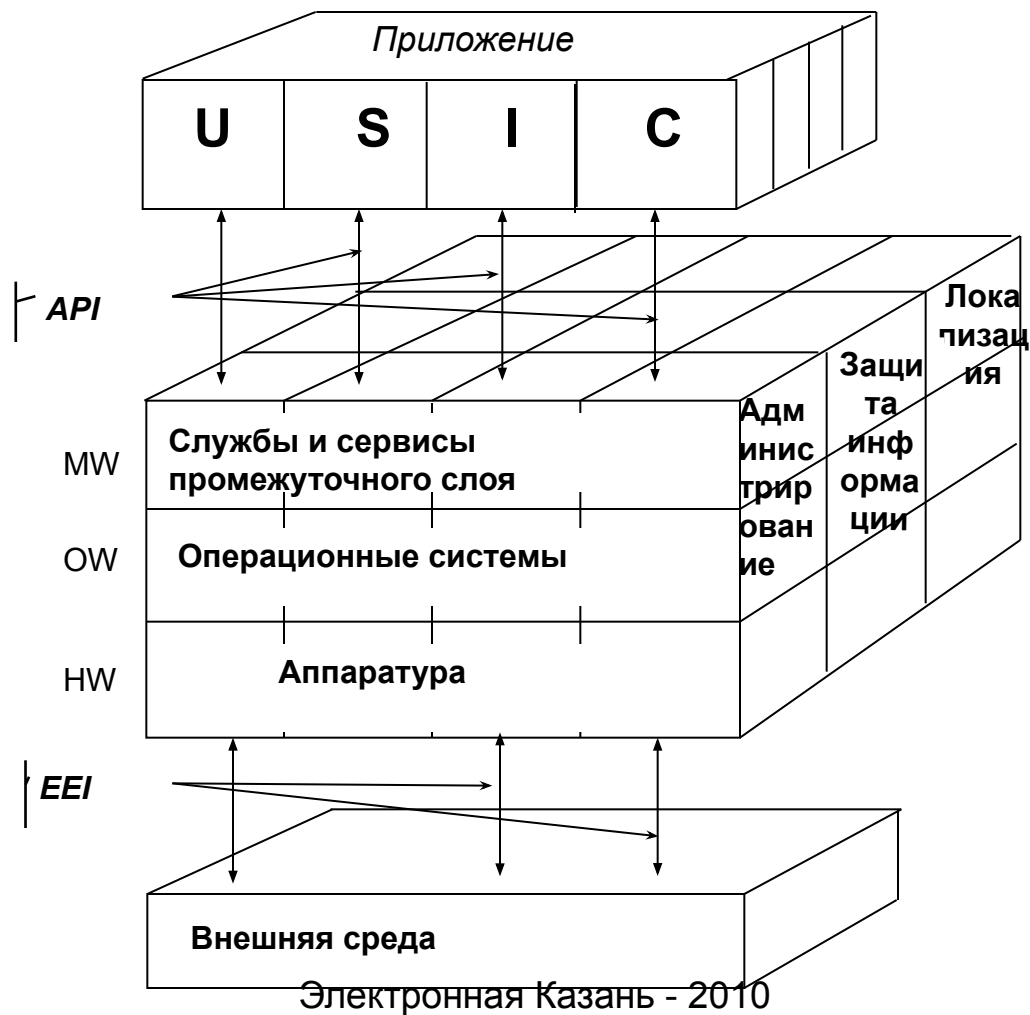 Приложение
U S I C
API
Лока
лизац
ия
Защи
та
инф
орма
ции
Адм
инис
трир
ован
ие
MW
Службы и сервисы
промежуточного слоя
OW
Операционные системы
HW
Аппаратура
EEI
Внешняя среда
Электронная Казань - 2010